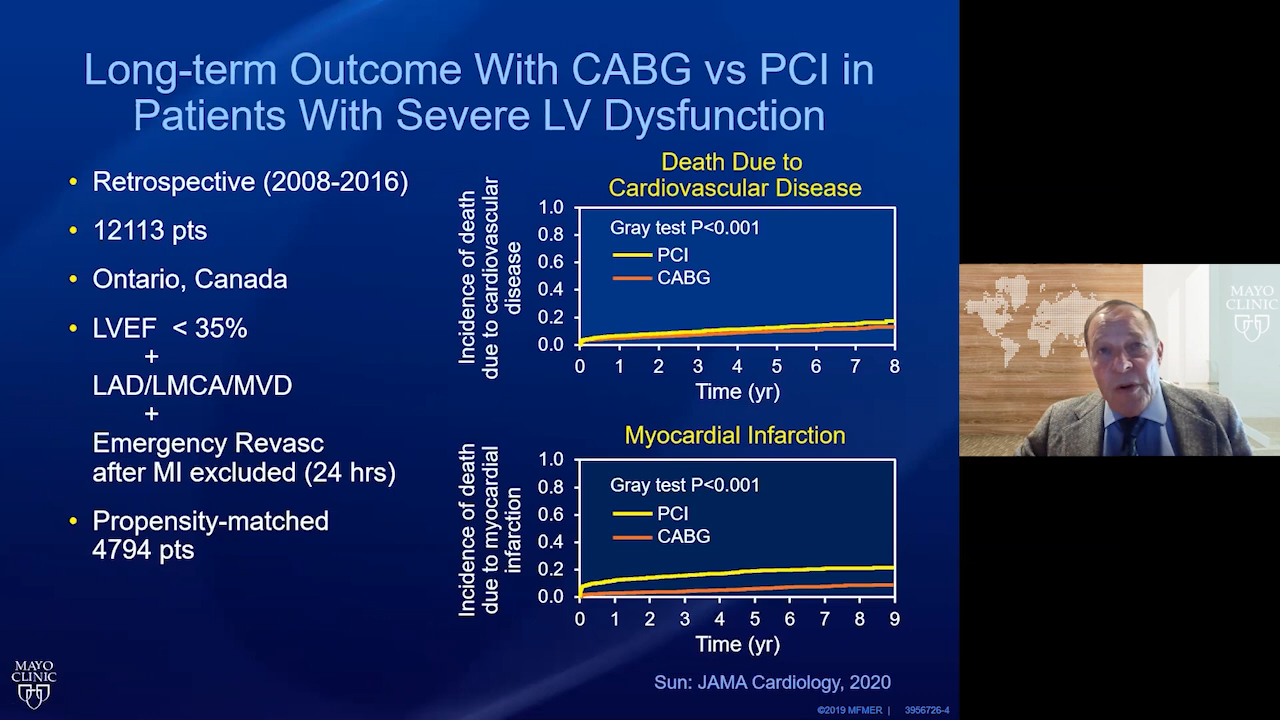 Long-term Outcome With CABG vs PCI in
Patients With Severe LV Dysfunction
• Retrospective (2008-2016)
• 12113 pts
• Ontario, Canada
• LVEF < 35%
+
LAD/LMCA/MVD
+
Emergency Revasc
after MI excluded (24 hrs)
• Propensity-matched
4794 pts
Death Due to
Cardiovascular Disease
Incidence of death
due to cardiovascular
disease
1.0
0.8
0.6
0.4
0.2
0.0
Gray test P<0.001
PCI
CABG
0 1 2 3 4 5 6 7 8
Time (yr)
Myocardial Infarction
Incidence of death
due to myocardial
infarction
1.0
0.8
0.6
0.4
0.2
0.0
Gray test P<0.001
PCI
CABG
0 1 2 3 4 5 6 7 8 9
Time (yr)
Sun: JAMA Cardiology, 2020
MAYO
CLINIC
©2019 MFMER | 3956726-4
MAYO
CLINIC